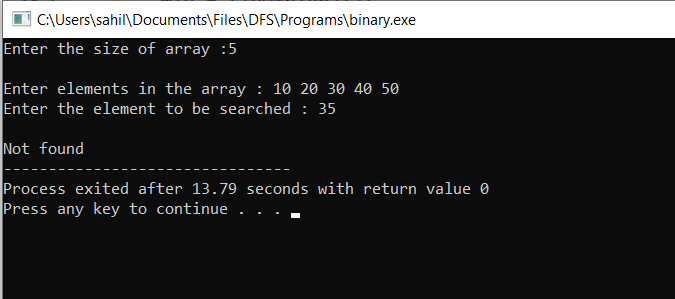 C:\Users\sahil\Documents\Files\DFS\Programs\binary.exe
Enter the size of array :5
Enter elements in the array : 10 20 30 40 50
Enter the element to be searched : 35
Not found
--------------------------------
Process exited after 13.79 seconds with return value 0
Press any key to continue . . .